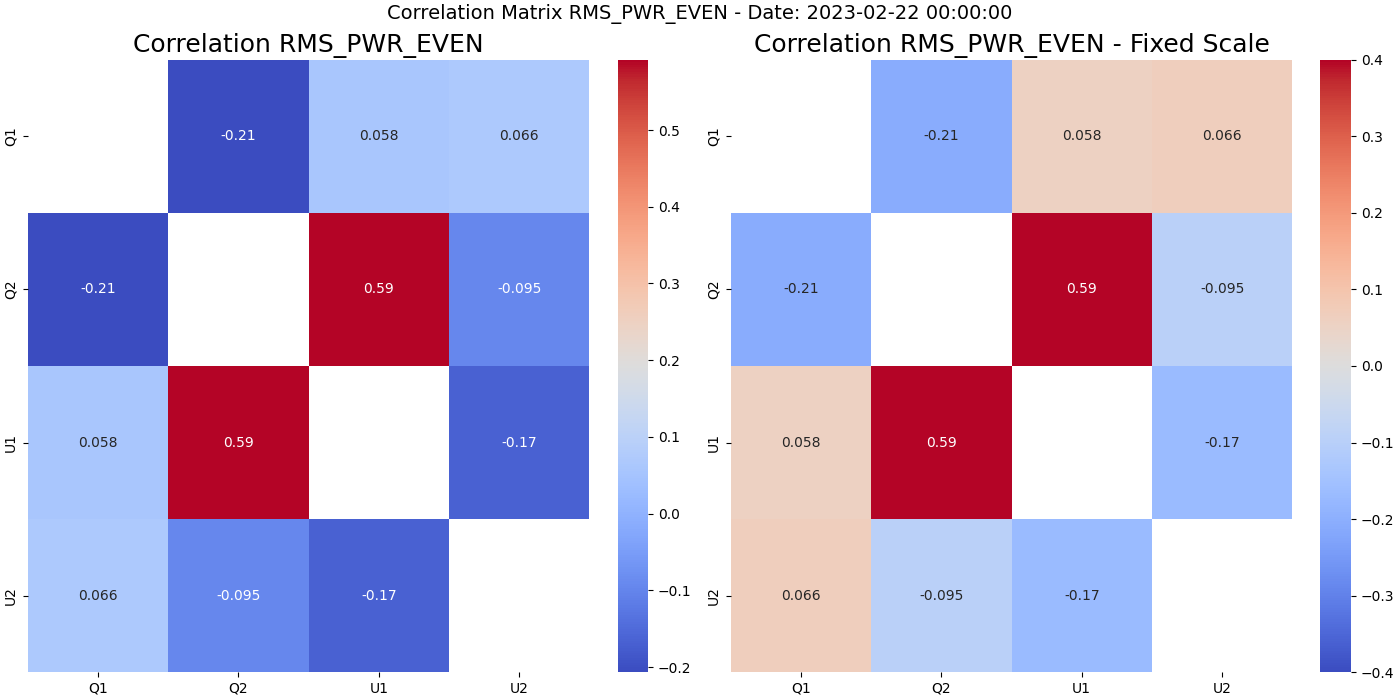 Correlation Matrix RMS_PWR_EVEN - Date: 2023-02-22 00:00:00
Correlation RMS_PWR_EVEN
Q1
-0.21
0.058
0.066
Q2
-0.21
0.59
-0.095
U1
0.058
0.59
-0.17
U2
0.066
-0.095
-0.17
Q1
Q2
U1
U2
0.5
0.4
0.3
0.2
0.1
0.0
−0.1
−0.2
Correlation RMS_PWR_EVEN - Fixed Scale
Q1
-0.21
0.058
0.066
Q2
-0.21
0.59
-0.095
U1
0.058
0.59
-0.17
U2
0.066
-0.095
-0.17
Q1
Q2
U1
U2
0.4
0.3
0.2
0.1
0.0
−0.1
−0.2
−0.3
−0.4